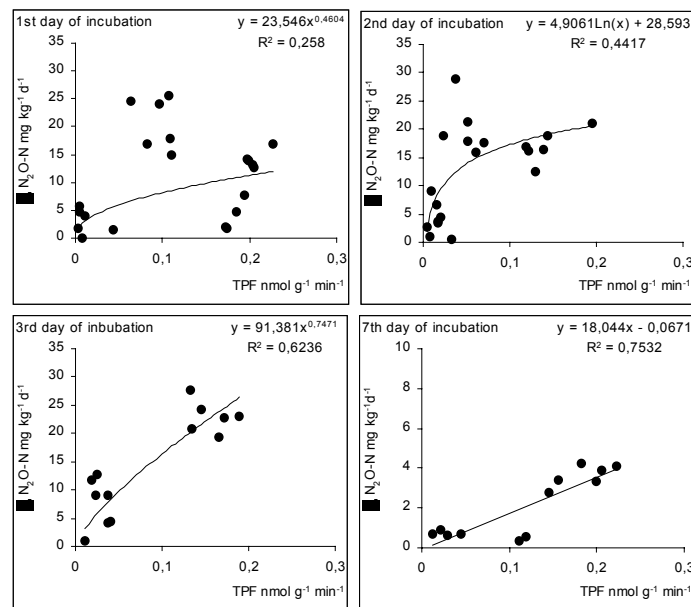 1st day of incubation
y = 23,546x^0,4604
R² = 0,258
N₂O-N mg kg⁻¹ d⁻¹
35
30
25
20
15
10
5
0
0 0,1 0,2 0,3
TPF nmol g⁻¹ min⁻¹
2nd day of incubation
y = 4,9061Ln(x) + 28,593
R² = 0,4417
N₂O-N mg kg⁻¹ d⁻¹
35
30
25
20
15
10
5
0
0 0,1 0,2 0,3
TPF nmol g⁻¹ min⁻¹
3rd day of inbubation
y = 91,381x^0,7471
R² = 0,6236
N₂O-N mg kg⁻¹d⁻¹
35
30
25
20
15
10
5
0
0 0,1 0,2 0,3
TPF nmol g⁻¹ min⁻¹
7th day of incubation
y = 18,044x - 0,0671
R² = 0,7532
N₂O-N mg kg⁻¹d⁻¹
10
8
6
4
2
0
0 0,1 0,2 0,3
TPF nmol g⁻¹ min⁻¹